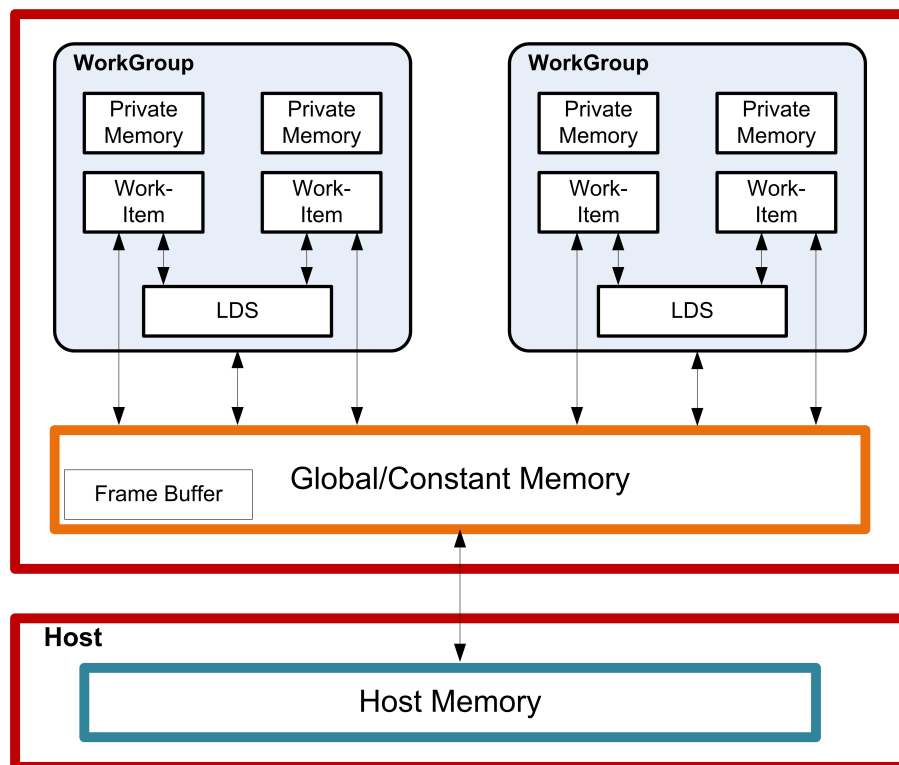 WorkGroup
WorkGroup
Private
Memory
Private
Memory
Private
Memory
Private
Memory
Work-
Item
Work-
Item
Work-
Item
Work-
Item
LDS
LDS
Global/Constant Memory
Frame Buffer
Host
Host Memory